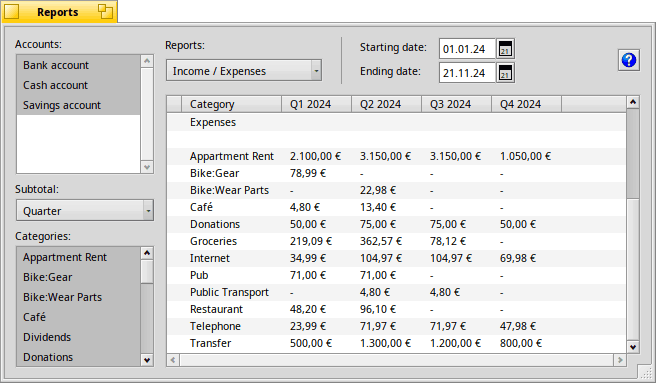 Reports
Accounts:
Bank account
Cash account
Savings account
Subtotal:
Quarter
Categories:
Appartment Rent
Bike:Gear
Bike:Wear Parts
Café
Dividends
Donations
Reports:
Income / Expenses
Starting date: 01.01.24 21
Ending date: 21.11.24 21
?
Category Q1 2024 Q2 2024 Q3 2024 Q4 2024
Expenses
Appartment Rent 2.100,00 € 3.150,00 € 3.150,00 € 1.050,00 €
Bike:Gear 78,99 € - - -
Bike:Wear Parts - 22,98 € - -
Café 4,80 € 13,40 € - -
Donations 50,00 € 75,00 € 75,00 € 50,00 €
Groceries 219,09 € 362,57 € 78,12 € -
Internet 34,99 € 104,97 € 104,97 € 69,98 €
Pub 71,00 € 71,00 € - -
Public Transport - 4,80 € 4,80 € -
Restaurant 48,20 € 96,10 € - -
Telephone 23,99 € 71,97 € 71,97 € 47,98 €
Transfer 500,00 € 1.300,00 € 1.200,00 € 800,00 €